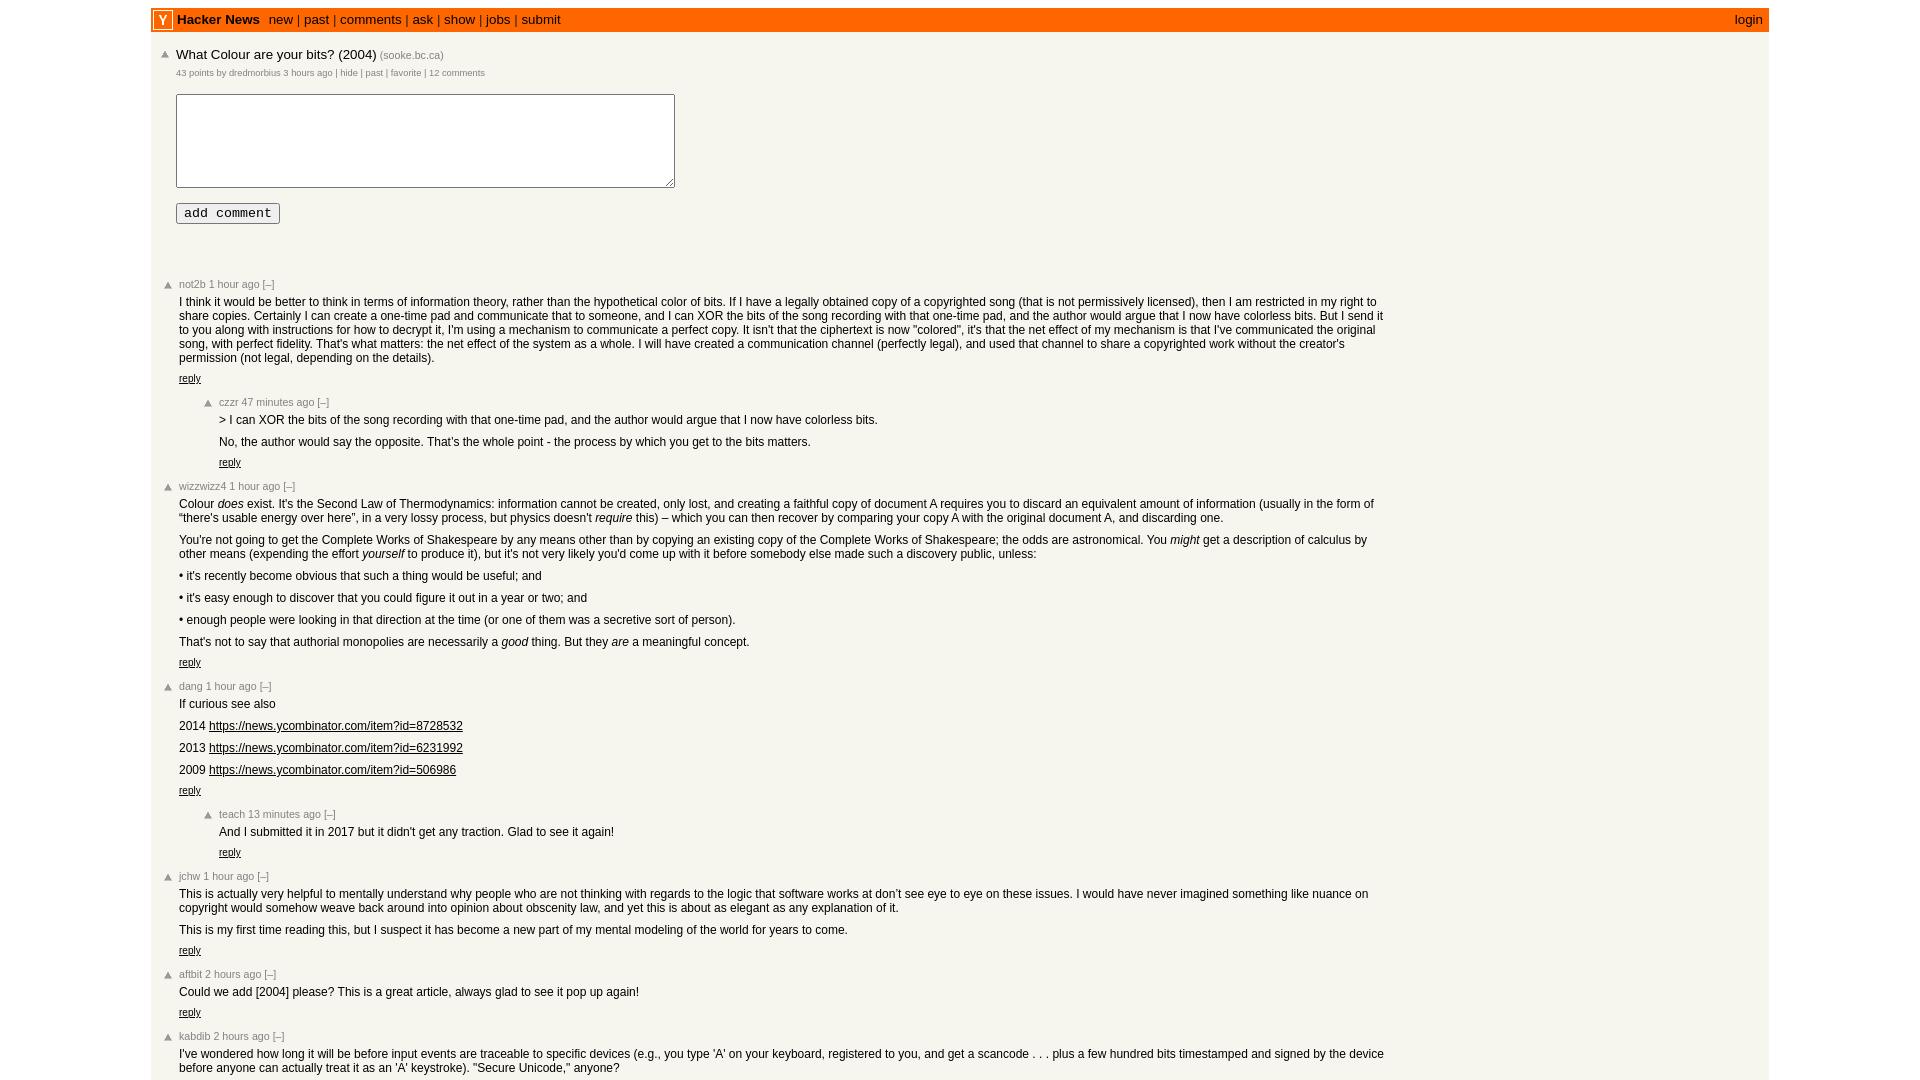 Y Hacker News new | past | comments | ask | show | jobs | submit login
What Colour are your bits? (2004) (sooke.bc.ca)
43 points by dredmorbius 3 hours ago | hide | past | favorite | 12 comments
add comment
not2b 1 hour ago [–]
I think it would be better to think in terms of information theory, rather than the hypothetical color of bits. If I have a legally obtained copy of a copyrighted song (that is not permissively licensed), then I am restricted in my right to
share copies. Certainly I can create a one-time pad and communicate that to someone, and I can XOR the bits of the song recording with that one-time pad, and the author would argue that I now have colorless bits. But I send it
to you along with instructions for how to decrypt it, I'm using a mechanism to communicate a perfect copy. It isn't that the ciphertext is now "colored", it's that the net effect of my mechanism is that I've communicated the original
song, with perfect fidelity. That's what matters: the net effect of the system as a whole. I will have created a communication channel (perfectly legal), and used that channel to share a copyrighted work without the creator's
permission (not legal, depending on the details).
reply
czzr 47 minutes ago [–]
> I can XOR the bits of the song recording with that one-time pad, and the author would argue that I now have colorless bits.
No, the author would say the opposite. That’s the whole point - the process by which you get to the bits matters.
reply
wizzwizz4 1 hour ago [–]
Colour does exist. It's the Second Law of Thermodynamics: information cannot be created, only lost, and creating a faithful copy of document A requires you to discard an equivalent amount of information (usually in the form of
“there's usable energy over here”, in a very lossy process, but physics doesn't require this) – which you can then recover by comparing your copy A with the original document A, and discarding one.
You're not going to get the Complete Works of Shakespeare by any means other than by copying an existing copy of the Complete Works of Shakespeare; the odds are astronomical. You might get a description of calculus by
other means (expending the effort yourself to produce it), but it's not very likely you'd come up with it before somebody else made such a discovery public, unless:
• it's recently become obvious that such a thing would be useful; and
• it's easy enough to discover that you could figure it out in a year or two; and
• enough people were looking in that direction at the time (or one of them was a secretive sort of person).
That's not to say that authorial monopolies are necessarily a good thing. But they are a meaningful concept.
reply
dang 1 hour ago [–]
If curious see also
2014 https://news.ycombinator.com/item?id=8728532
2013 https://news.ycombinator.com/item?id=6231992
2009 https://news.ycombinator.com/item?id=506986
reply
teach 13 minutes ago [–]
And I submitted it in 2017 but it didn't get any traction. Glad to see it again!
reply
jchw 1 hour ago [–]
This is actually very helpful to mentally understand why people who are not thinking with regards to the logic that software works at don’t see eye to eye on these issues. I would have never imagined something like nuance on
copyright would somehow weave back around into opinion about obscenity law, and yet this is about as elegant as any explanation of it.
This is my first time reading this, but I suspect it has become a new part of my mental modeling of the world for years to come.
reply
aftbit 2 hours ago [–]
Could we add [2004] please? This is a great article, always glad to see it pop up again!
reply
kabdib 2 hours ago [–]
I've wondered how long it will be before input events are traceable to specific devices (e.g., you type 'A' on your keyboard, registered to you, and get a scancode . . . plus a few hundred bits timestamped and signed by the device
before anyone can actually treat it as an 'A' keystroke). "Secure Unicode," anyone?